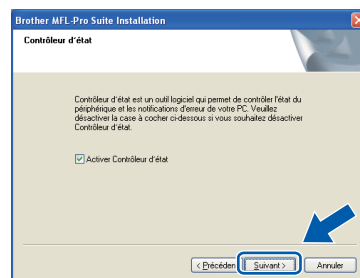 Brother MFL-Pro Suite Installation
Contrôleur d'état
Contrôleur d'état est un outil logiciel qui permet de contrôler l'état du
périphérique et les notifications d'erreur de votre PC. Veuillez
désactiver la case à cocher ci-dessous si vous souhaitez désactiver
Contrôleur d'état.
Activer Contrôleur d'état
< Précéden Suivant > Annuler